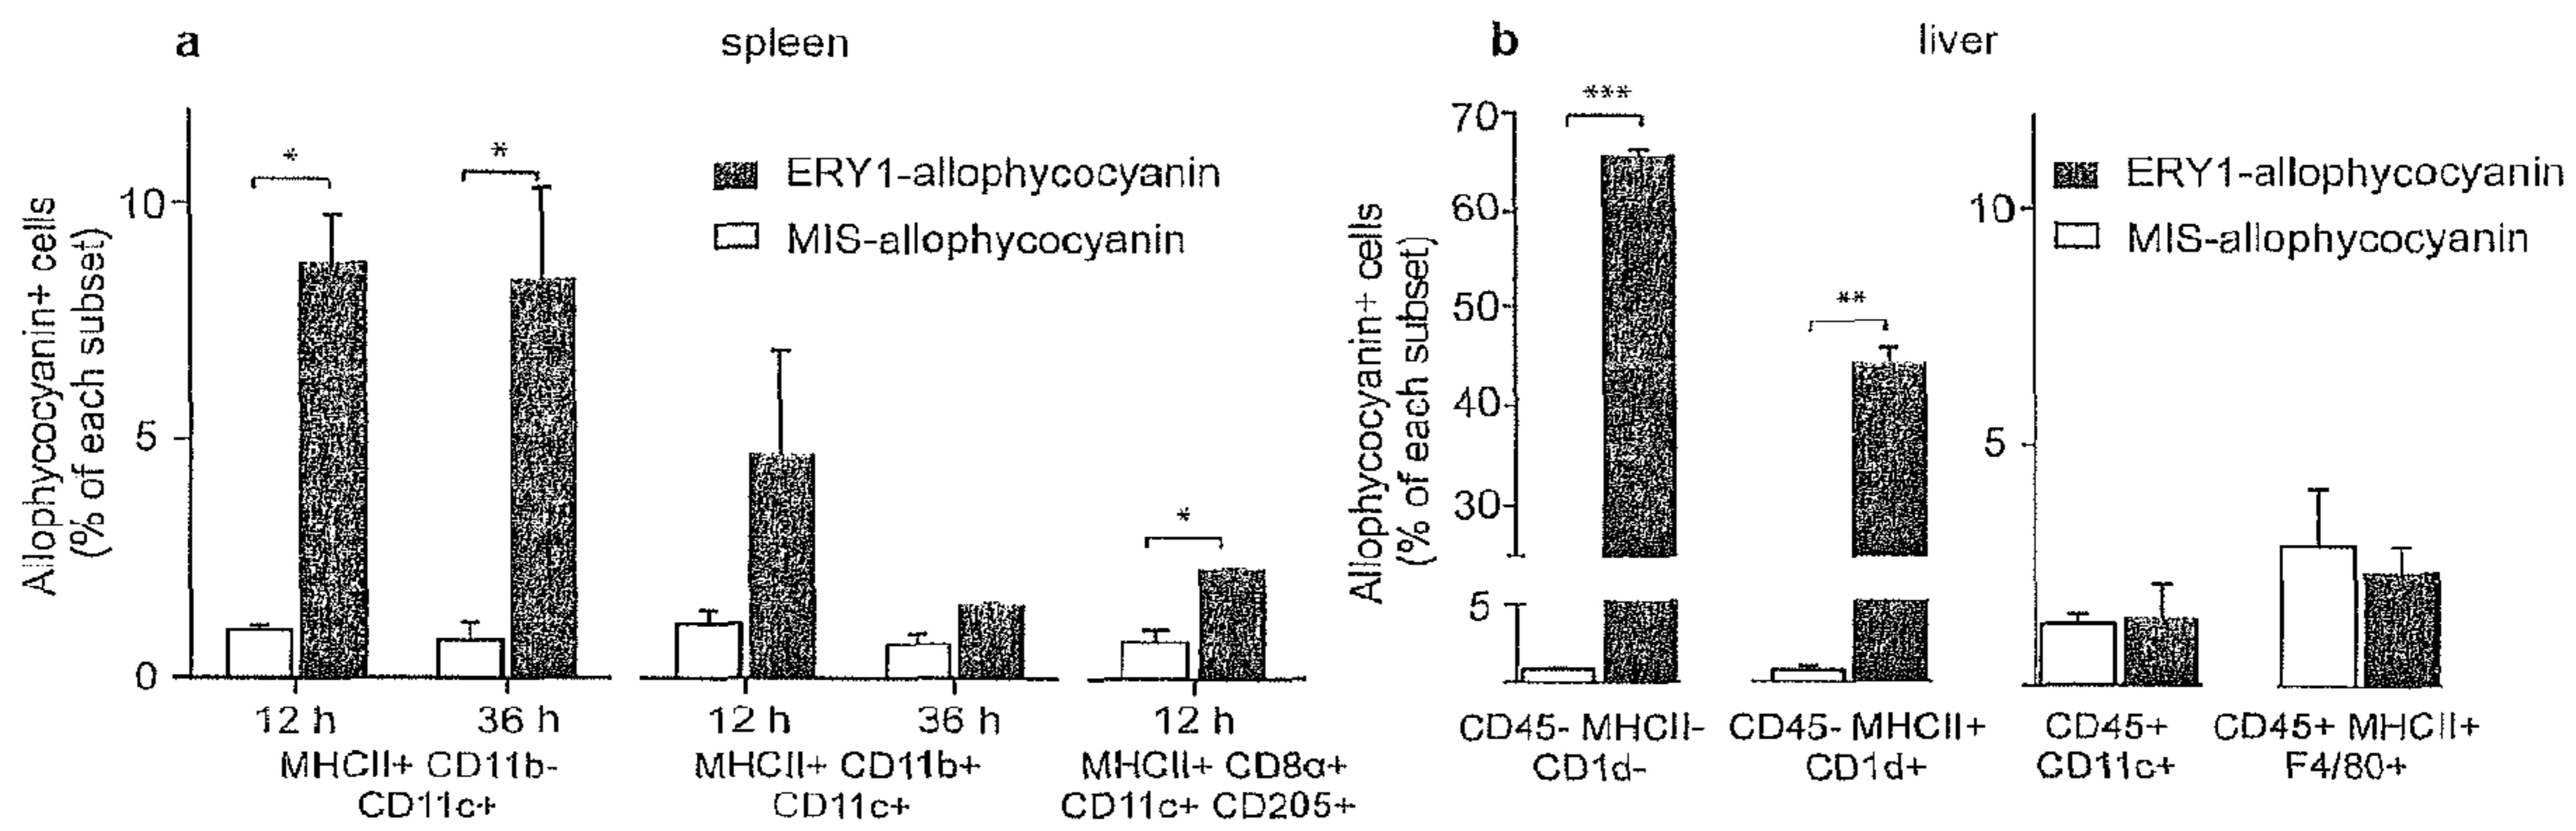 a
spleen
Allophycocyanin+ cells
(% of each subset)
10
5
0
*
*
*
ERY1-allophycocyanin
MIS-allophycocyanin
12 h
36 h
12 h
36 h
12 h
MHCII+ CD11b-
CD11c+
MHCII+ CD11b+
CD11c+
MHCII+ CD8α+
CD11c+ CD205+
b
liver
Allophycocyanin+ cells
(% of each subset)
70
60
50
40
30
5
***
**
10
5
ERY1-allophycocyanin
MIS-allophycocyanin
CD45- MHCII-
CD1d-
CD45- MHCII+
CD1d+
CD45+
CD11c+
CD45+ MHCII+
F4/80+